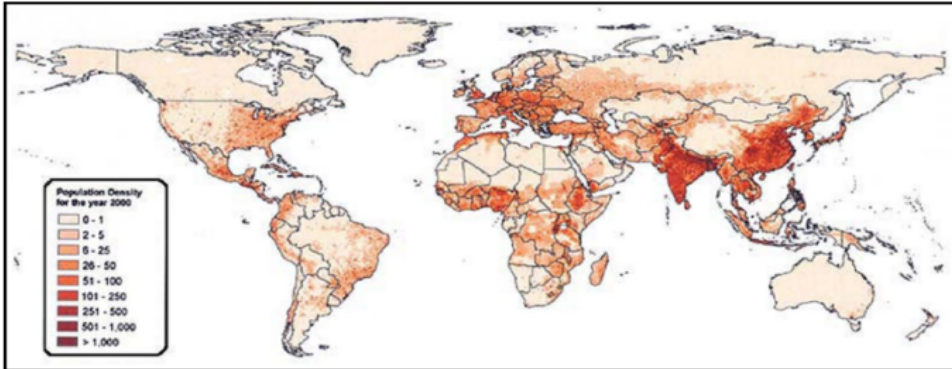 Population Density
for the year 2000
0 - 1
2 - 5
6 - 25
26 - 50
51 - 100
101 - 250
251 - 500
501 - 1,000
> 1,000